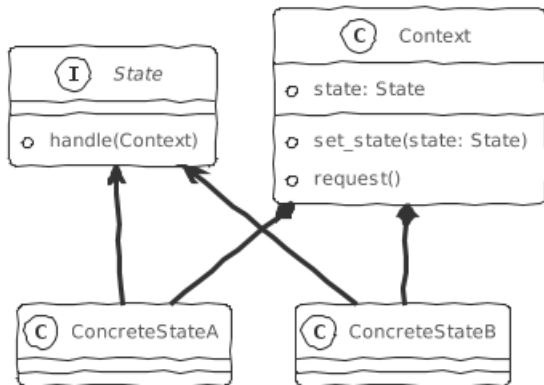 I State
handle(Context)
C Context
state: State
set_state(state: State)
request()
C ConcreteStateA
C ConcreteStateB